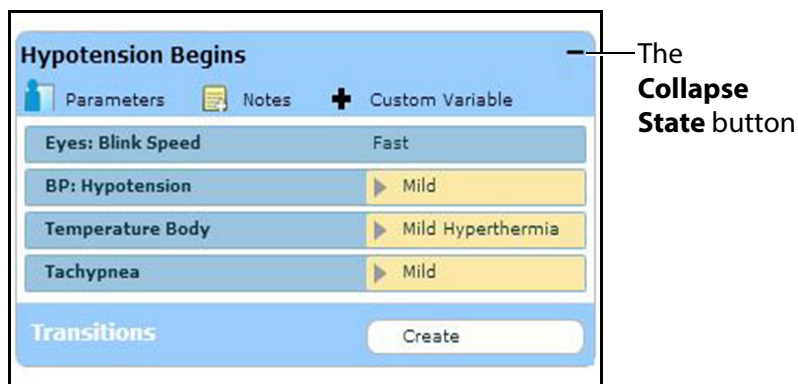 Hypotension Begins
Parameters Notes Custom Variable
Eyes: Blink Speed Fast
BP: Hypotension Mild
Temperature Body Mild Hyperthermia
Tachypnea Mild
Transitions Create
The
Collapse
State button